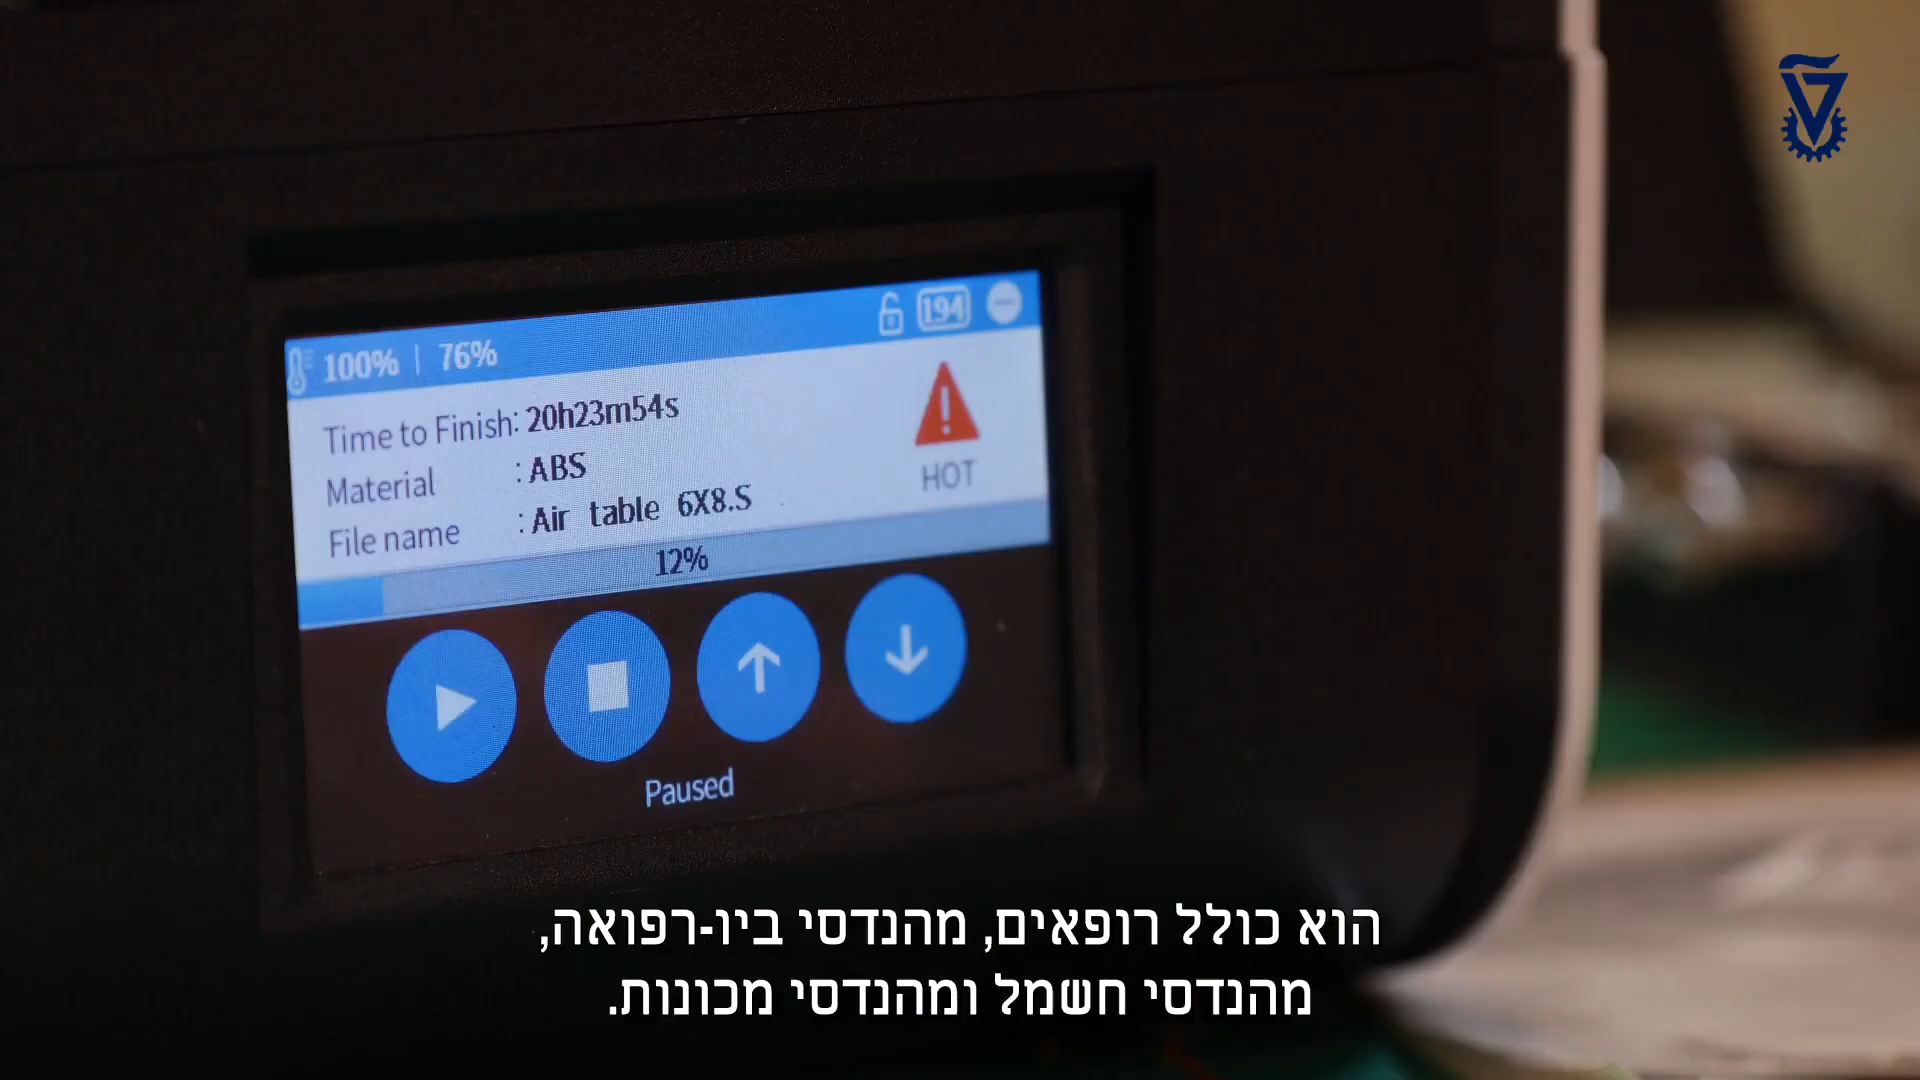 100% | 76%
194
Time to Finish: 20h23m54s
Material : ABS
File name : Air table 6X8.S
HOT
12%
Paused
הוא כולל רופאים, מהנדסי ביו-רפואה,
מהנדסי חשמל ומהנדסי מכונות.